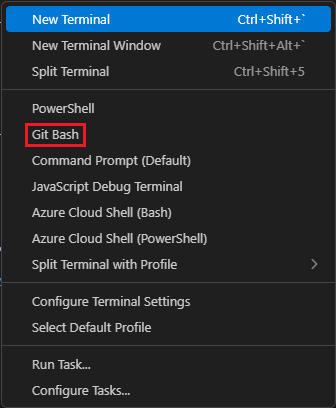 New Terminal Ctrl+Shift+`
New Terminal Window Ctrl+Shift+Alt+`
Split Terminal Ctrl+Shift+5
PowerShell
Git Bash
Command Prompt (Default)
JavaScript Debug Terminal
Azure Cloud Shell (Bash)
Azure Cloud Shell (PowerShell)
Split Terminal with Profile
Configure Terminal Settings
Select Default Profile
Run Task...
Configure Tasks...